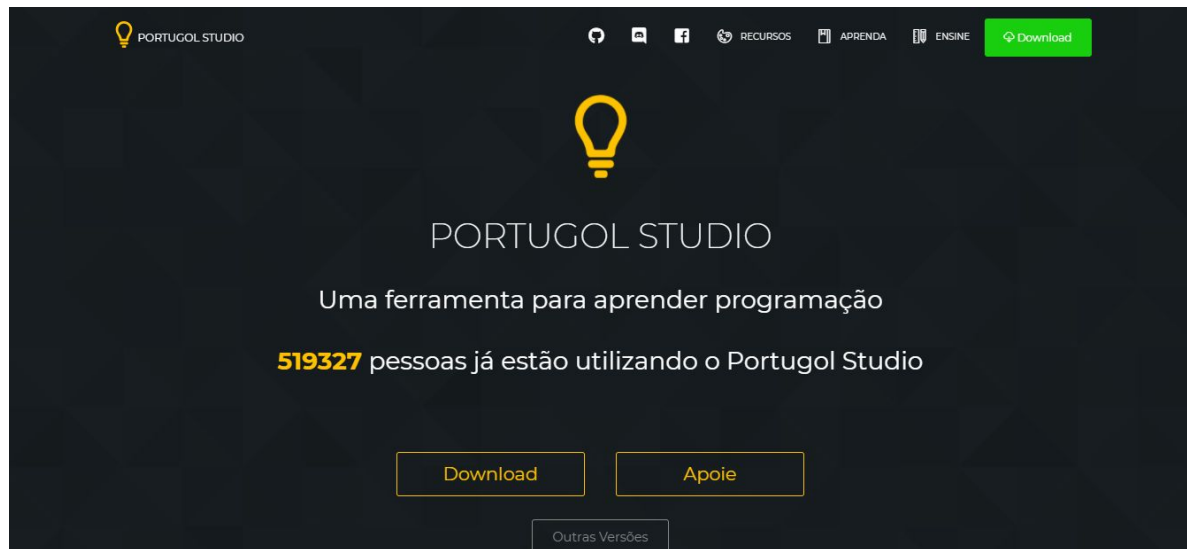 PORTUGOL STUDIO
RECURSOS
APRENDA
ENSINE
Download
PORTUGOL STUDIO
Uma ferramenta para aprender programação
519327 pessoas já estão utilizando o Portugol Studio
Download
Apoie
Outras Versões